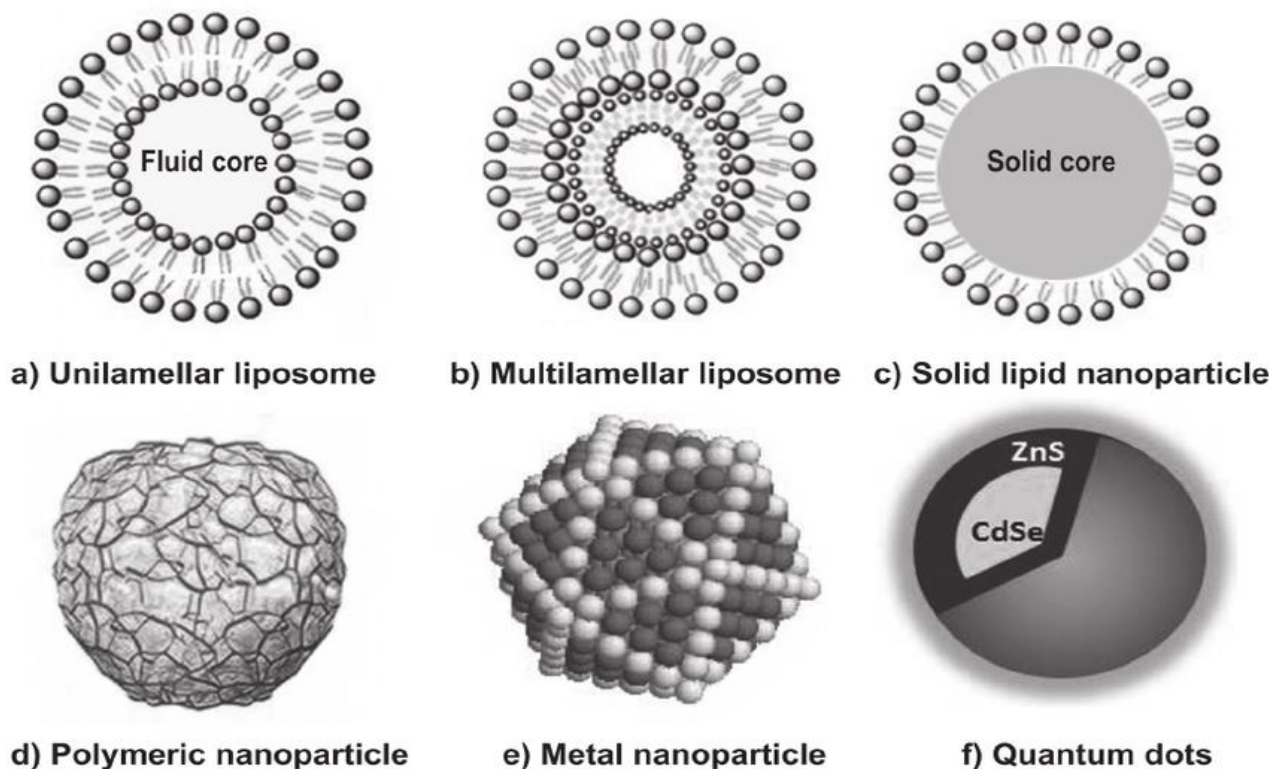 Fluid core
Solid core
a) Unilamellar liposome
b) Multilamellar liposome
c) Solid lipid nanoparticle
ZnS
CdSe
d) Polymeric nanoparticle
e) Metal nanoparticle
f) Quantum dots